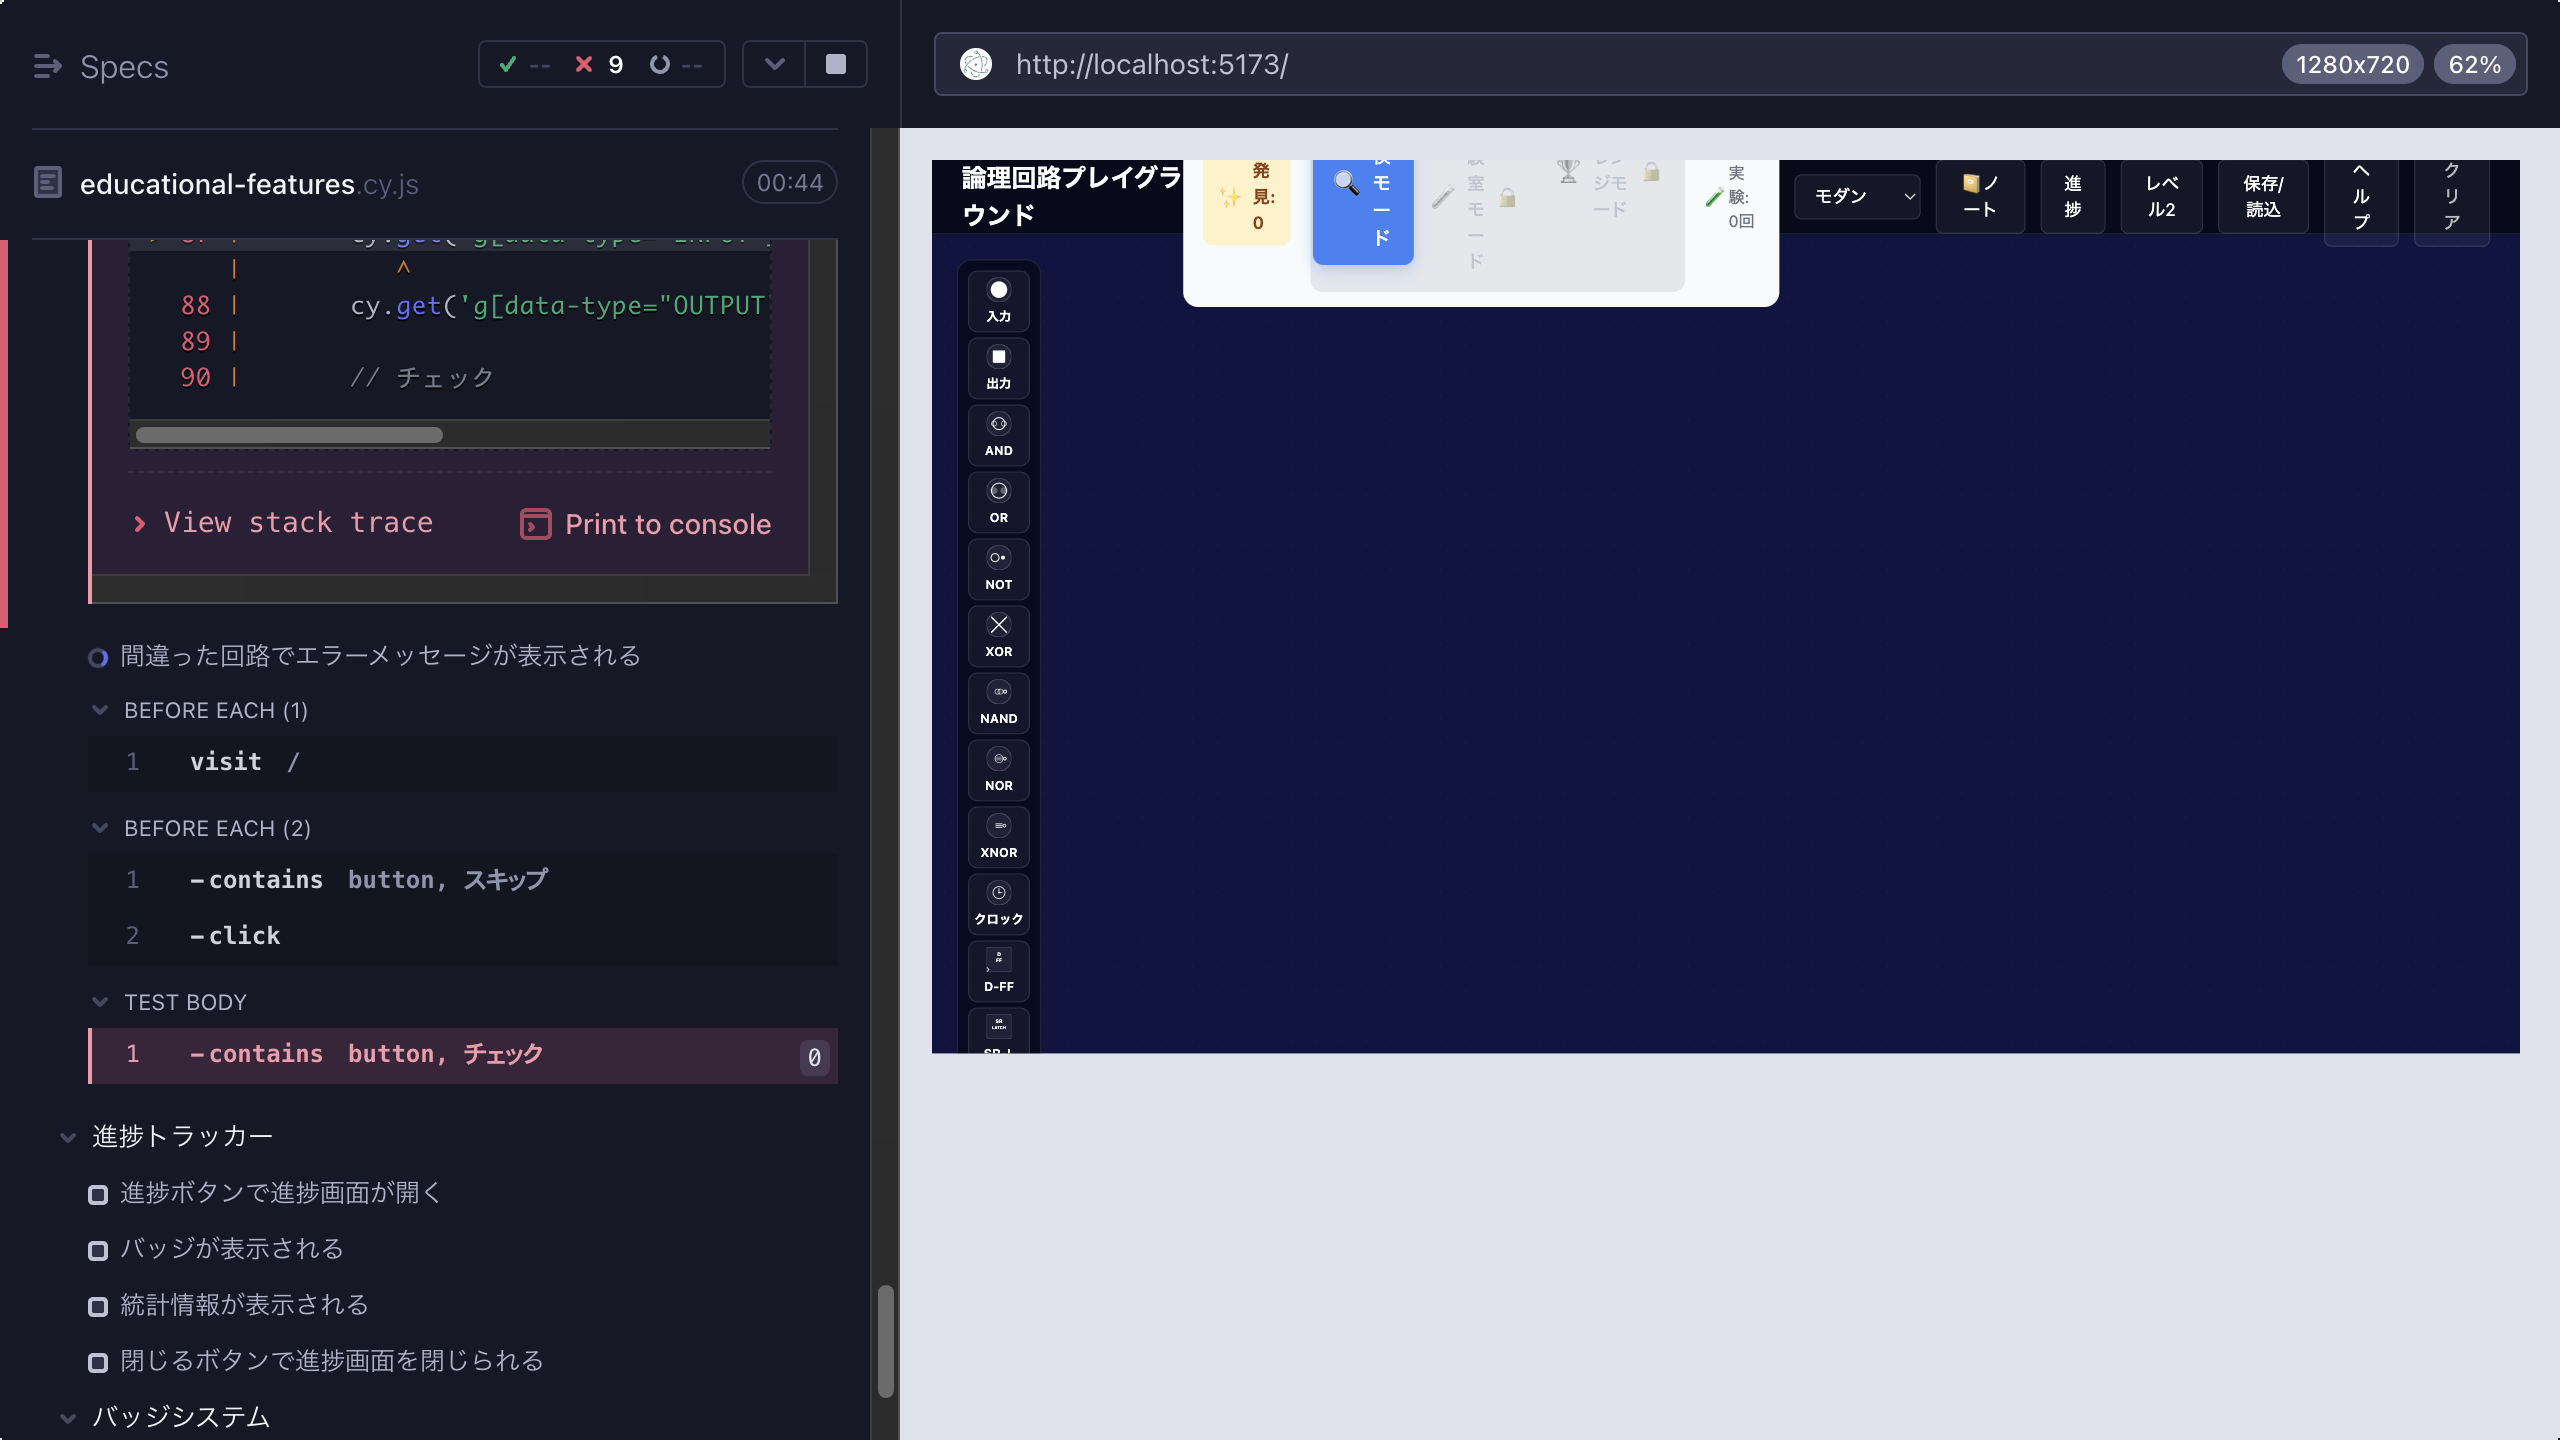 Specs
-- 9 --
http://localhost:5173/
1280x720
62%
educational-features.cy.js
00:44
|
^
88 | cy.get('g[data-type="OUTPUT
89 |
90 | // チェック
View stack trace
Print to console
間違った回路でエラーメッセージが表示される
BEFORE EACH (1)
1 visit /
BEFORE EACH (2)
1 -contains button, スキップ
2 -click
TEST BODY
1 -contains button, チェック 0
進捗トラッカー
進捗ボタンで進捗画面が開く
バッジが表示される
統計情報が表示される
閉じるボタンで進捗画面を閉じられる
バッジシステム
論理回路プレイグラ
ウンド
発
見:
0
モ
ー
ド
室
モ
ー
ド
ジモ
ード
実
験:
0回
モダン
ノ
ート
進
捗
レベ
ル2
保存/
読込
ヘ
ル
プ
ク
リ
ア
入力
出力
AND
OR
NOT
XOR
NAND
NOR
XNOR
クロック
D
FF
D-FF
SR
LATCH